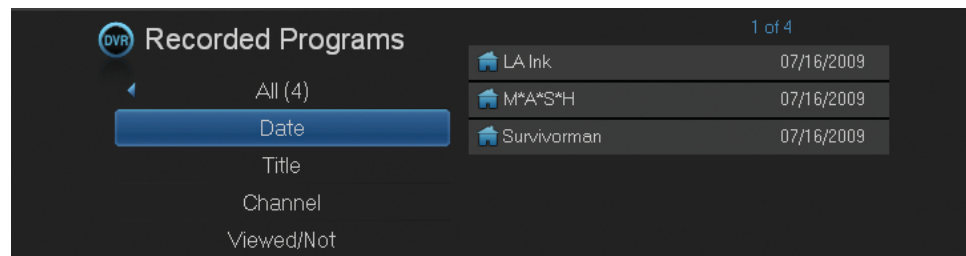 DVR Recorded Programs
All (4)
Date
Title
Channel
Viewed/Not
1 of 4
LA Ink 07/16/2009
M*A*S*H 07/16/2009
Survivorman 07/16/2009